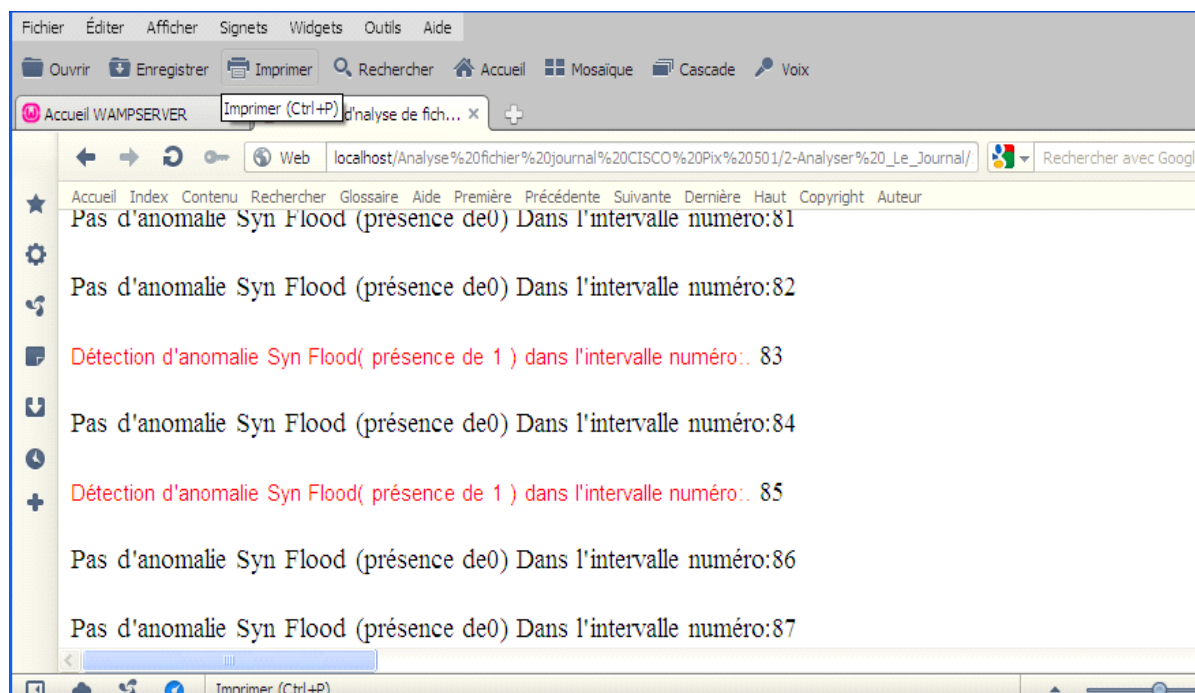 Fichier Éditer Afficher Signets Widgets Outils Aide
Ouvrir Enregistrer Imprimer Rechercher Accueil Mosaïque Cascade Voix
Accueil WAMPSERVER Imprimer (Ctrl+P) d'nalyse de fich...
Web localhost/Analyse%20fichier%20journal%20CISCO%20Pix%20501/2-Analyser%20_Le_Journal/ Rechercher avec Googl
Accueil Index Contenu Rechercher Glossaire Aide Première Précédente Suivante Dernière Haut Copyright Auteur
Pas d'anomalie Syn Flood (présence de0) Dans l'intervalle numéro:81
Pas d'anomalie Syn Flood (présence de0) Dans l'intervalle numéro:82
Détection d'anomalie Syn Flood( présence de 1 ) dans l'intervalle numéro:. 83
Pas d'anomalie Syn Flood (présence de0) Dans l'intervalle numéro:84
Détection d'anomalie Syn Flood( présence de 1 ) dans l'intervalle numéro:. 85
Pas d'anomalie Syn Flood (présence de0) Dans l'intervalle numéro:86
Pas d'anomalie Syn Flood (présence de0) Dans l'intervalle numéro:87
Imprimer (Ctrl+P)